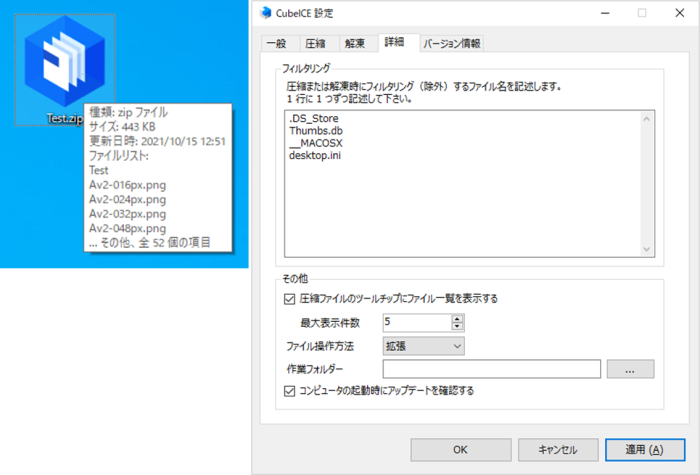 Test.zip
種類: zip ファイル
サイズ: 443 KB
更新日時: 2021/10/15 12:51
ファイルリスト:
Test
Av2-016px.png
Av2-024px.png
Av2-032px.png
Av2-048px.png
... その他、全 52 個の項目
CubeICE 設定
一般 圧縮 解凍 詳細 バージョン情報
フィルタリング
圧縮または解凍時にフィルタリング（除外）するファイル名を記述します。
1 行に 1 つずつ記述して下さい。
.DS_Store
Thumbs.db
__MACOSX
desktop.ini
その他
圧縮ファイルのツールチップにファイル一覧を表示する
最大表示件数 5
ファイル操作方法 拡張
作業フォルダー ...
コンピュータの起動時にアップデートを確認する
OK キャンセル 適用 (A)